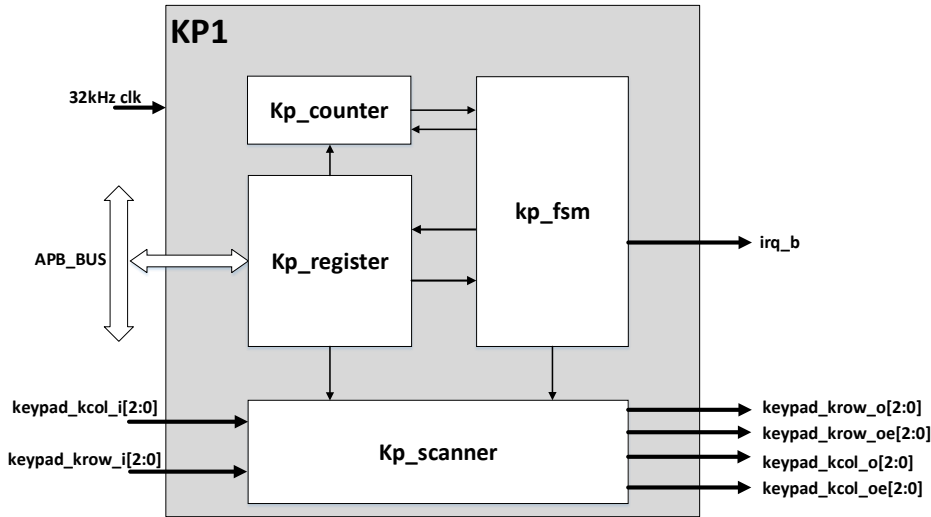 KP1
32kHz clk
Kp_counter
kp_fsm
irq_b
APB_BUS
Kp_register
keypad_kcol_i[2:0]
keypad_krow_i[2:0]
Kp_scanner
keypad_krow_o[2:0]
keypad_krow_oe[2:0]
keypad_kcol_o[2:0]
keypad_kcol_oe[2:0]